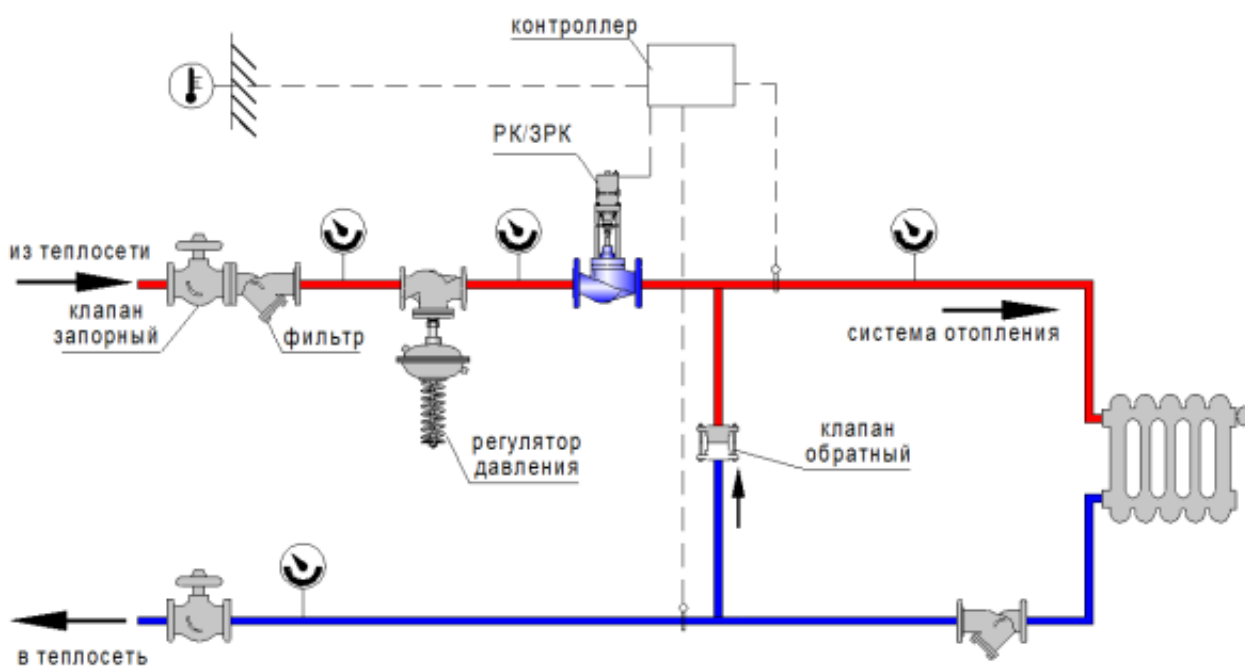 контроллер
РК/ЗРК
из теплосети
клапан
запорный
фильтр
регулятор
давления
система отопления
клапан
обратный
в теплосеть